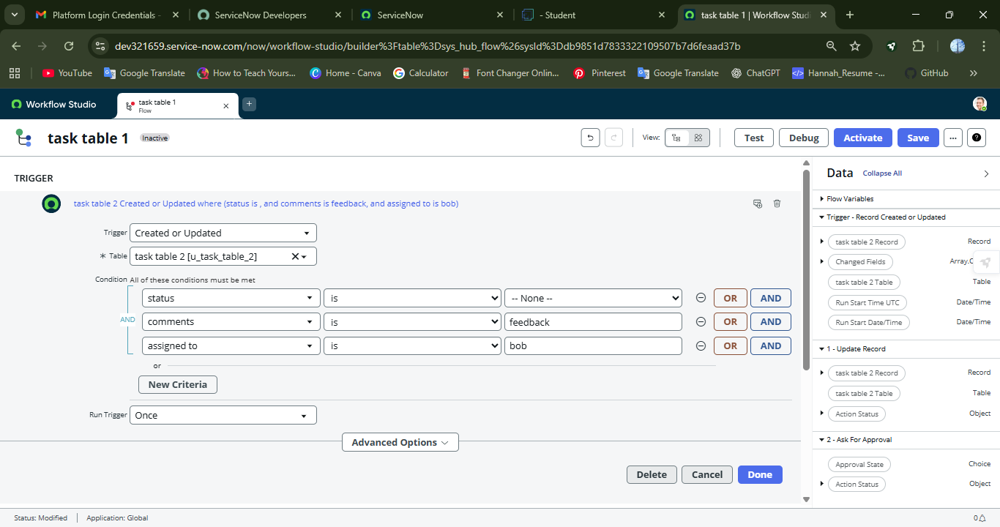 Platform Login Credentials -
ServiceNow Developers
ServiceNow
- Student
task table 1 | Workflow Studi
dev321659.service-now.com/now/workflow-studio/builder%3Ftable%3Dsys_hub_flow%26sysId%3Ddb9851d7833322109507b7d6feaad37b
YouTube
Google Translate
How to Teach Yours...
Home - Canva
Calculator
Font Changer Onlin...
Pinterest
Google Translate
ChatGPT
Hannah_Resume -...
GitHub
Workflow Studio
task table 1
Flow
task table 1
Inactive
View:
Test
Debug
Activate
Save
TRIGGER
task table 2 Created or Updated where (status is , and comments is feedback, and assigned to is bob)
Trigger
Created or Updated
* Table
task table 2 [u_task_table_2]
Condition
All of these conditions must be met
AND
status
is
-- None --
OR
AND
comments
is
feedback
OR
AND
assigned to
is
bob
OR
AND
or
New Criteria
Run Trigger
Once
Advanced Options
Delete
Cancel
Done
Data
Collapse All
Flow Variables
Trigger - Record Created or Updated
task table 2 Record
Record
Changed Fields
Array.
task table 2 Table
Table
Run Start Time UTC
Date/Time
Run Start Date/Time
Date/Time
1 - Update Record
task table 2 Record
Record
task table 2 Table
Table
Action Status
Object
2 - Ask For Approval
Approval State
Choice
Action Status
Object
Status: Modified
Application: Global
0